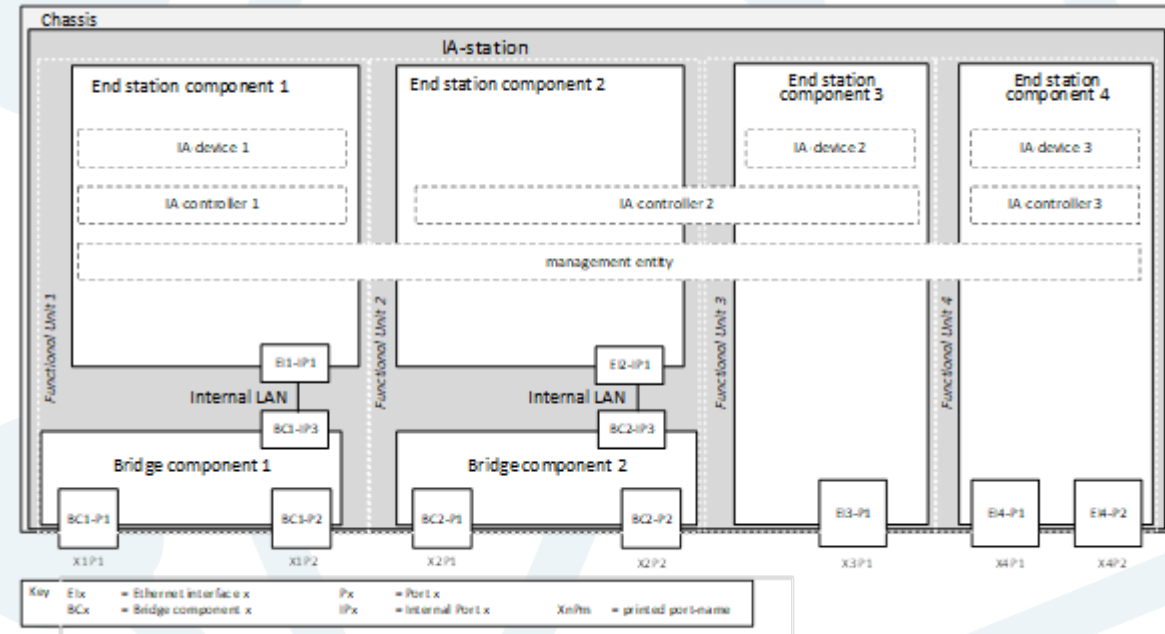 Chassis
IA-station
End station component 1
End station component 2
End station
component 3
End station
component 4
IA-device 1
IA-device 2
IA-device 3
IA-controller 1
IA-controller 2
IA-controller 3
management entity
Functional Unit 1
Functional Unit 2
Functional Unit 3
Functional Unit 4
EI1-IP1
EI2-IP1
Internal LAN
Internal LAN
BC1-IP3
BC2-IP3
Bridge component 1
Bridge component 2
BC1-P1
BC1-P2
BC2-P1
BC2-P2
EI3-P1
EI4-P1
EI4-P2
X1P1
X1P2
X2P1
X2P2
X3P1
X4P1
X4P2
Key EIx = Ethernet interface x Px = Port x
BCx = Bridge component x IPx = Internal Port x XnPm = printed port-name